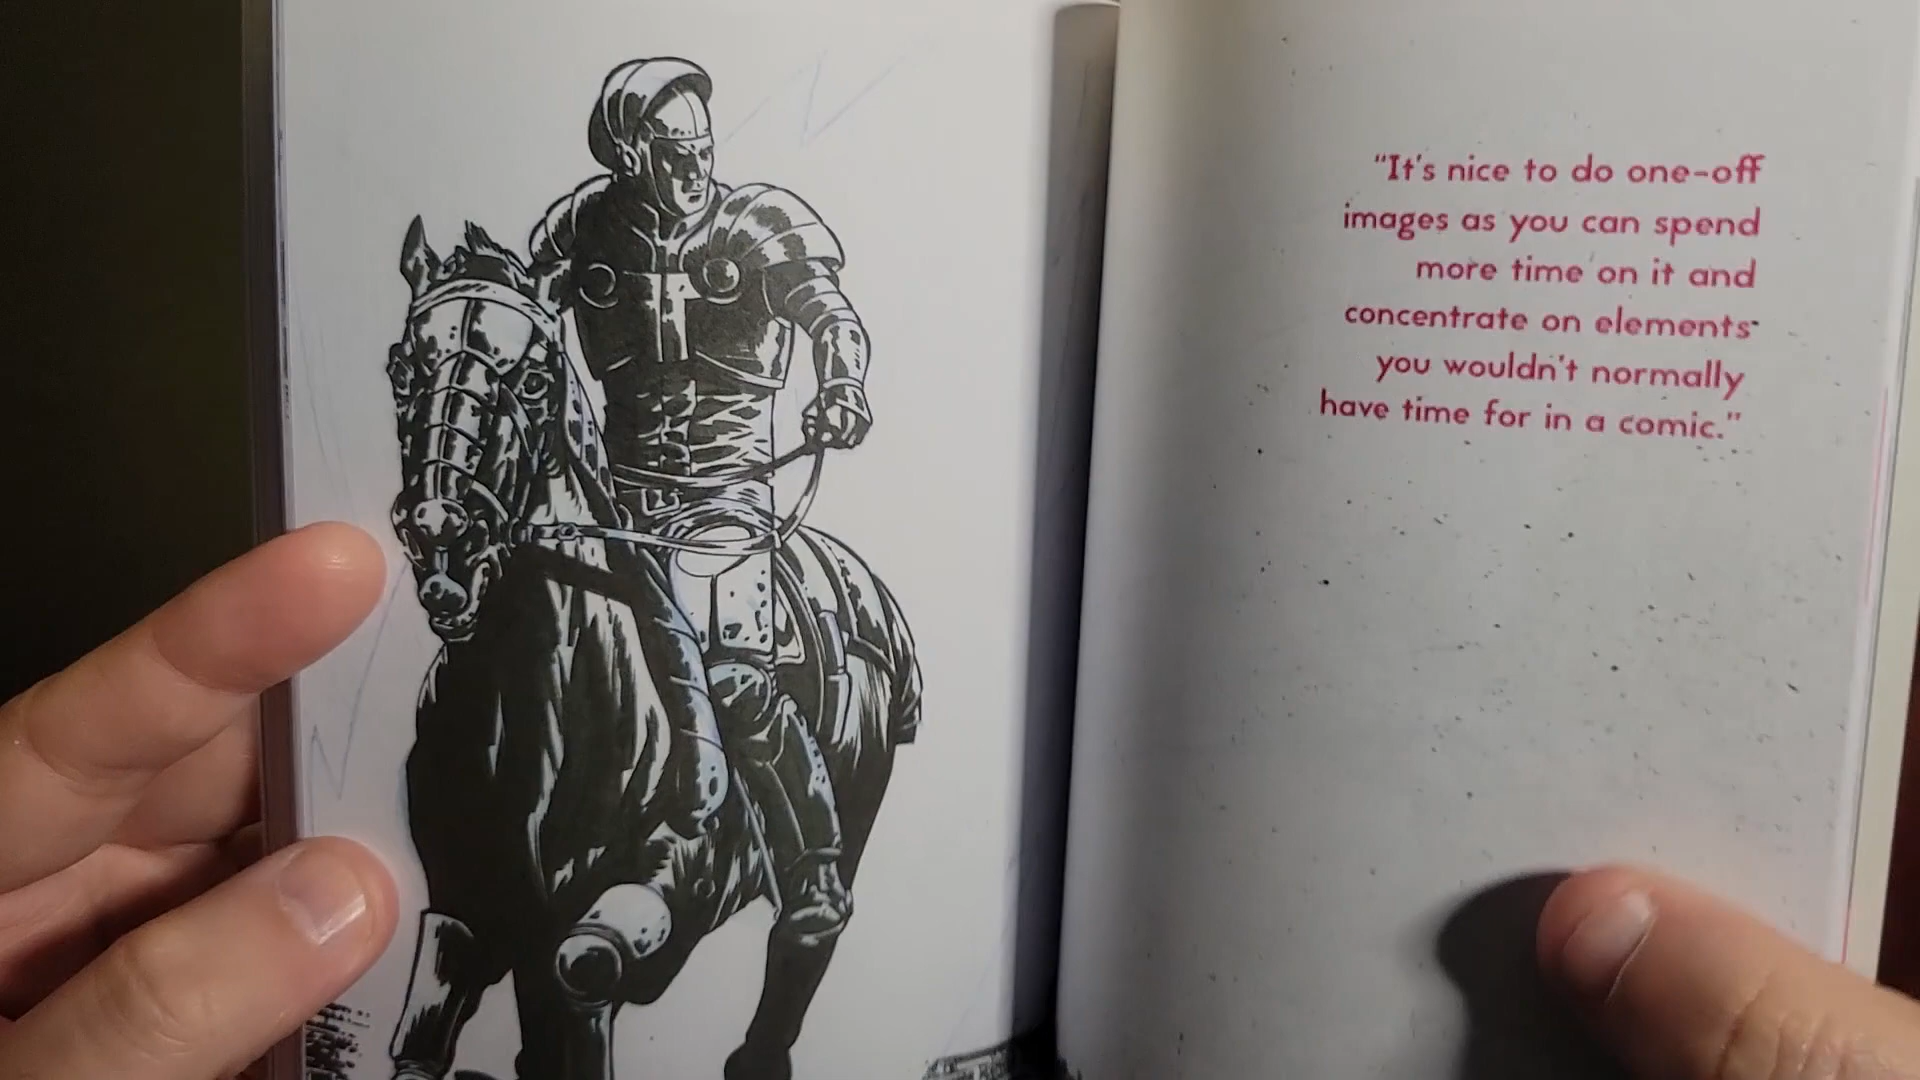 “It's nice to do one-off
images as you can spend
more time on it and
concentrate on elements
you wouldn't normally
have time for in a comic.”